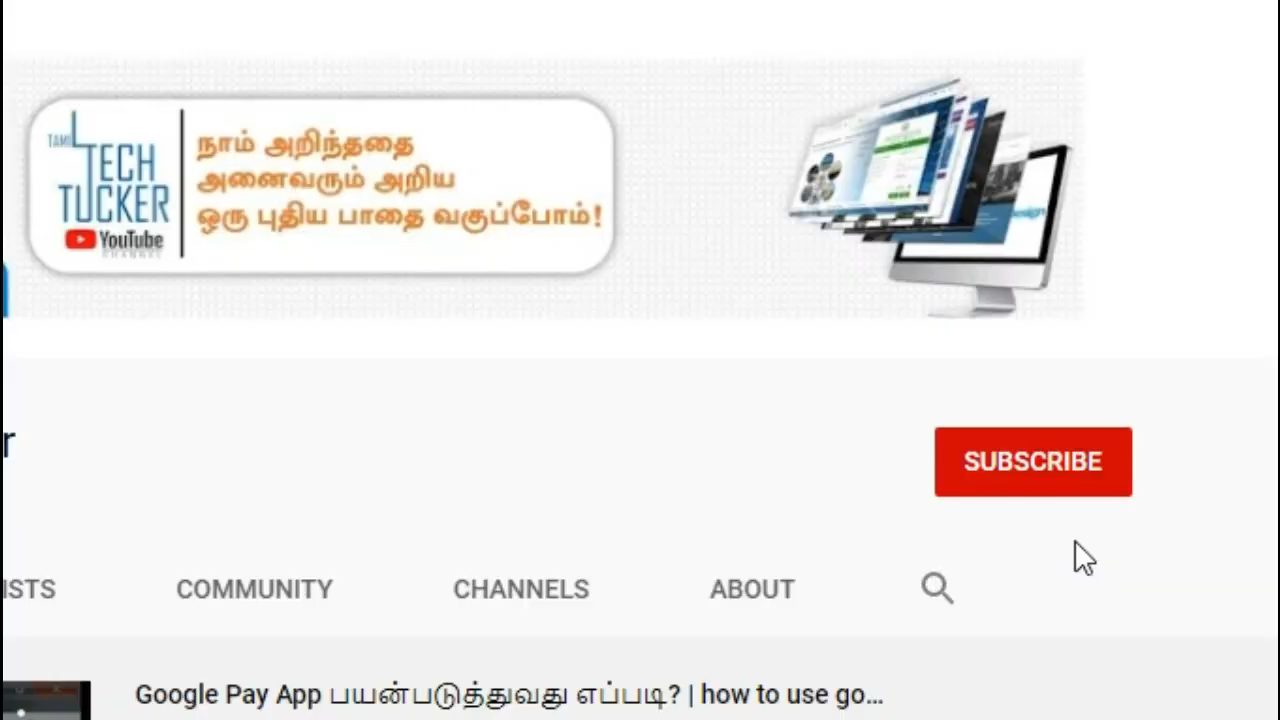 TAMIL
TECH
TUCKER
YouTube
CHANNEL
நாம் அறிந்ததை
அனைவரும் அறிய
ஒரு புதிய பாதை வகுப்போம்!
r
SUBSCRIBE
ISTS
COMMUNITY
CHANNELS
ABOUT
Google Pay App பயன்படுத்துவது எப்படி? | how to use go...